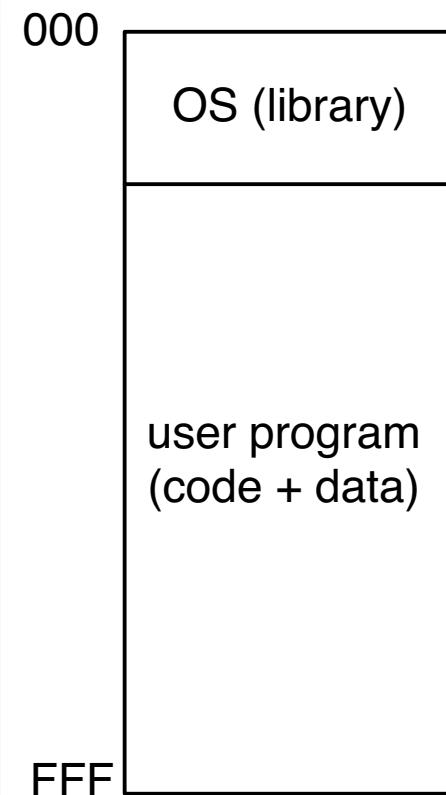 000
OS (library)
user program
(code + data)
FFF